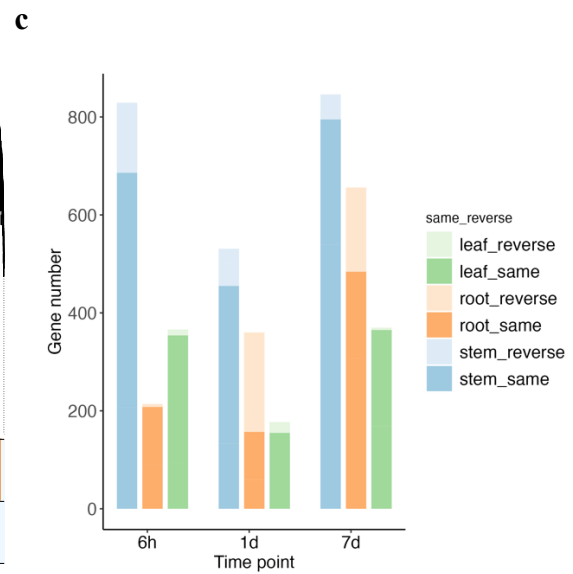 c
800
600
400
200
0
Gene number
6h
1d
7d
Time point
same_reverse
leaf_reverse
leaf_same
root_reverse
root_same
stem_reverse
stem_same